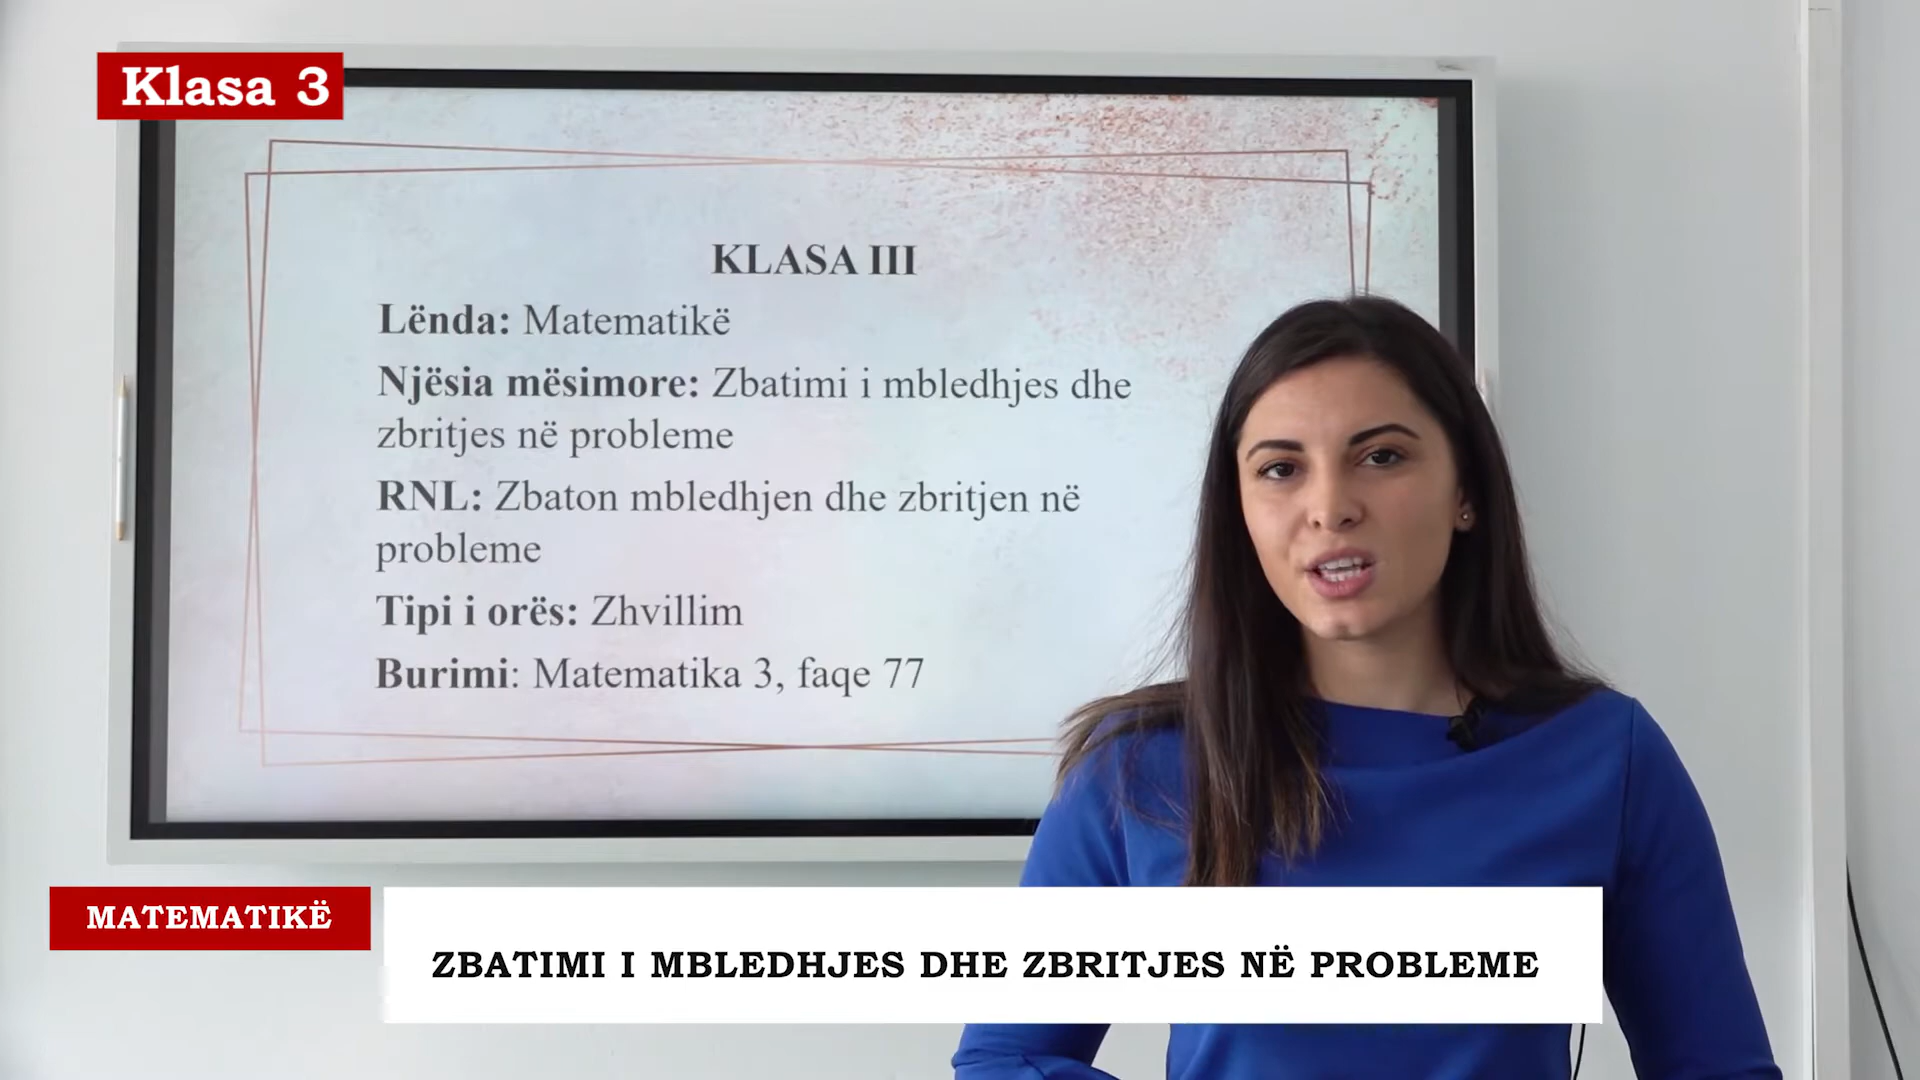 Klasa 3
KLASA III
Lënda: Matematikë
Njësia mësimore: Zbatimi i mbledhjes dhe
zbritjes në probleme
RNL: Zbaton mbledhjen dhe zbritjen në
probleme
Tipi i orës: Zhvillim
Burimi: Matematika 3, faqe 77
MATEMATIKË
ZBATIMI I MBLEDHJES DHE ZBRITJES NË PROBLEME